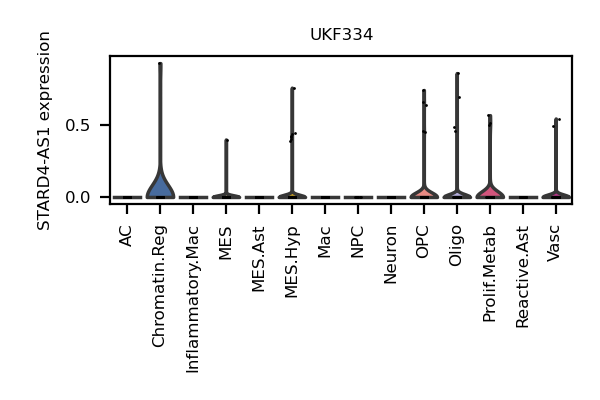 UKF334
STARD4-AS1 expression
0.5
0.0
AC
Chromatin.Reg
Inflammatory.Mac
MES
MES.Ast
MES.Hyp
Mac
NPC
Neuron
OPC
Oligo
Prolif.Metab
Reactive.Ast
Vasc